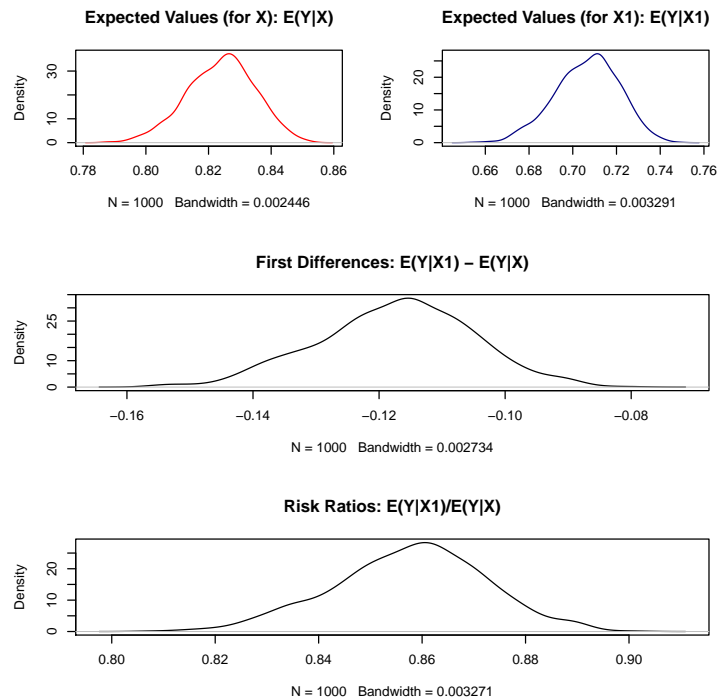 Expected Values (for X): E(Y|X)
Expected Values (for X1): E(Y|X1)
Density
0 10 30
0.78 0.80 0.82 0.84 0.86
N = 1000 Bandwidth = 0.002446
Density
0 10 20
0.66 0.68 0.70 0.72 0.74 0.76
N = 1000 Bandwidth = 0.003291
First Differences: E(Y|X1) − E(Y|X)
Density
0 10 25
−0.16 −0.14 −0.12 −0.10 −0.08
N = 1000 Bandwidth = 0.002734
Risk Ratios: E(Y|X1)/E(Y|X)
Density
0 10 20
0.80 0.82 0.84 0.86 0.88 0.90
N = 1000 Bandwidth = 0.003271